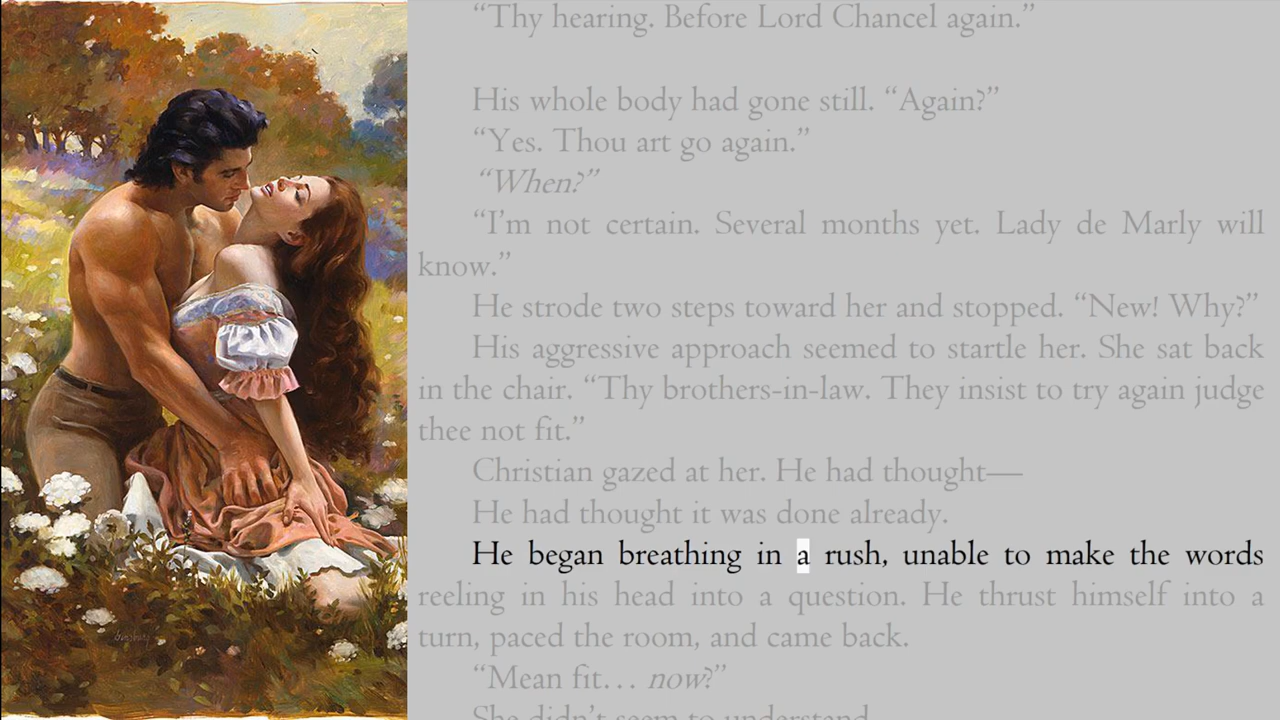 “Thy hearing. Before Lord Chancel again.”
His whole body had gone still. “Again?”
“Yes. Thou art go again.”
“When?”
“I’m not certain. Several months yet. Lady de Marly will
know.”
He strode two steps toward her and stopped. “New! Why?”
His aggressive approach seemed to startle her. She sat back
in the chair. “Thy brothers-in-law. They insist to try again judge
thee not fit.”
Christian gazed at her. He had thought—
He had thought it was done already.
He began breathing in a rush, unable to make the words
reeling in his head into a question. He thrust himself into a
turn, paced the room, and came back.
“Mean fit… now?”
She didn’t seem to understand